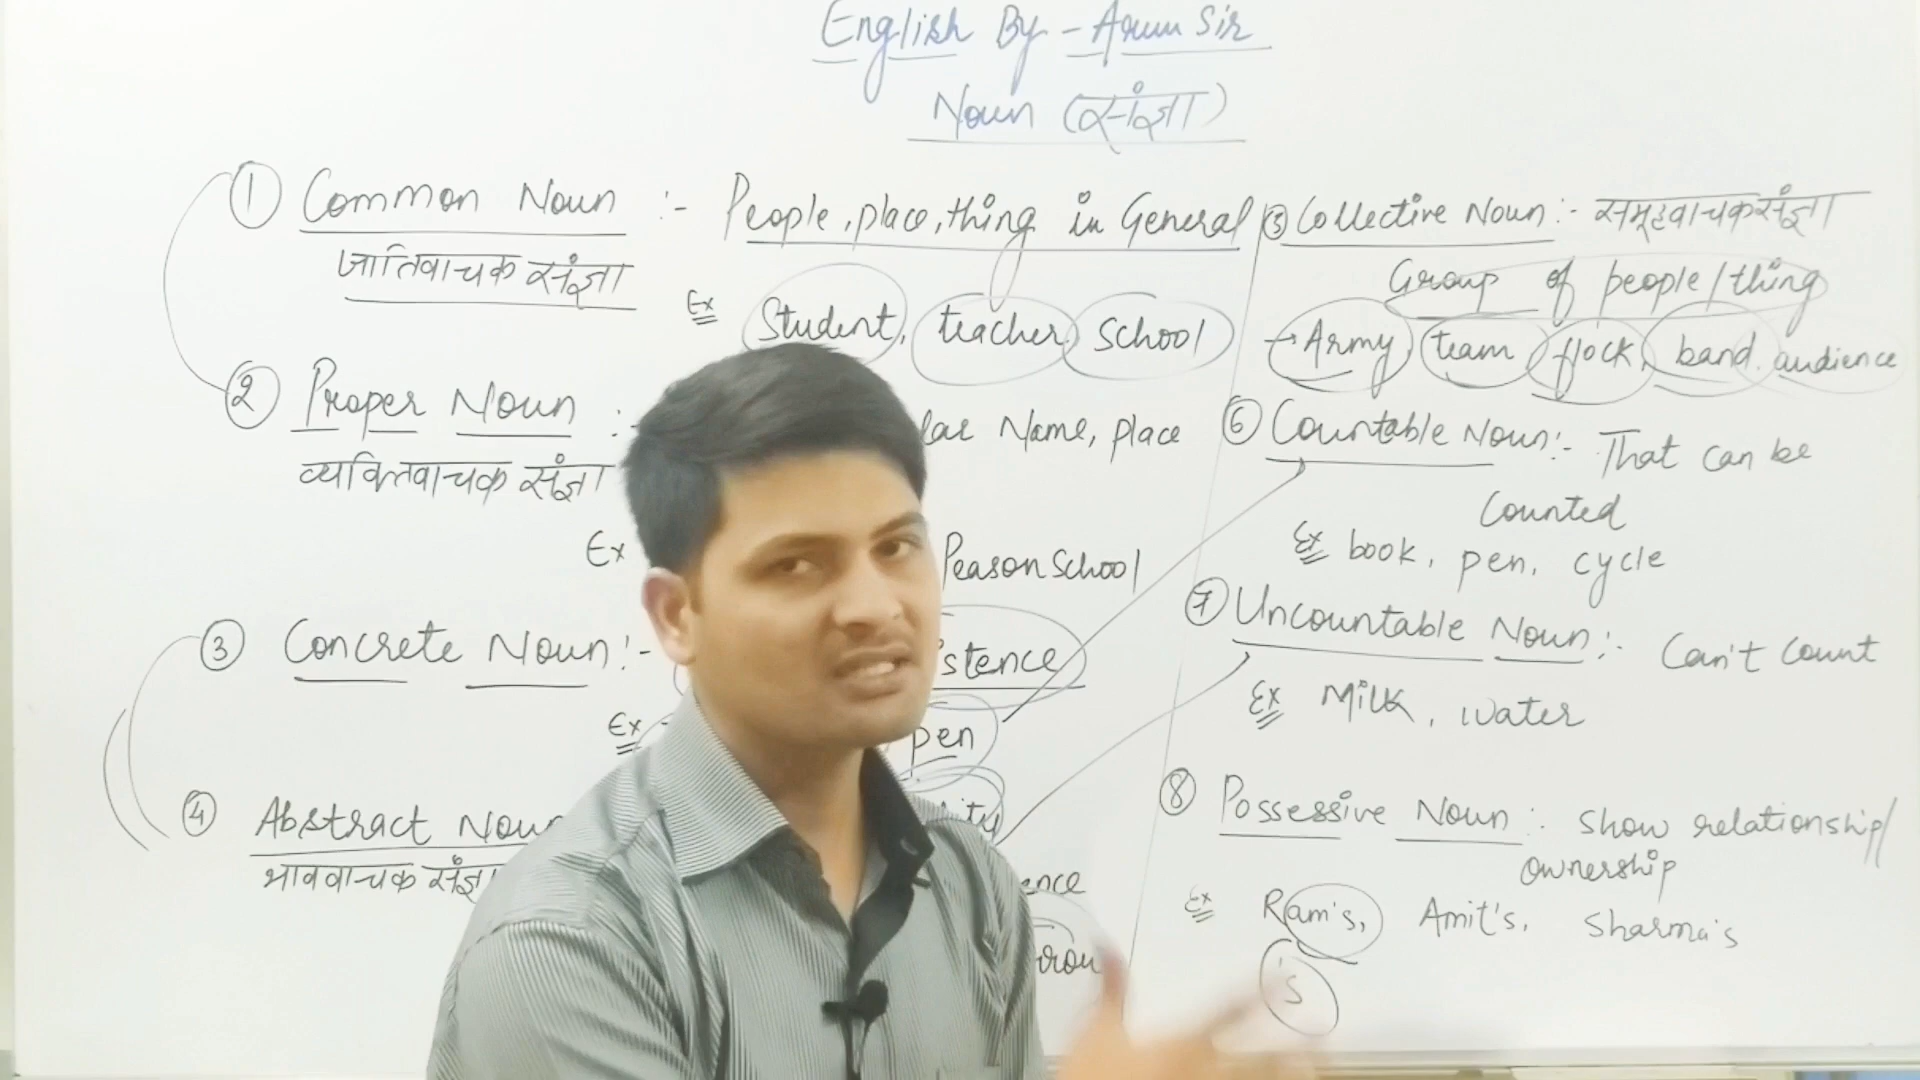 English By - Arun Sir
Noun (संज्ञा)
① Common Noun :- People, place, thing in General
जातिवाचक संज्ञा
Ex Student, teacher, School
② Proper Noun :- Name, place
व्यक्तिवाचक संज्ञा
Ex Peason School
③ Concrete Noun :- stence
Ex pen
④ Abstract Noun ity
भाववाचक संज्ञा
ence
⑤ Collective Noun :- समूहवाचक संज्ञा
Group of people/thing
→ Army, team, flock, band, audience
⑥ Countable Noun :- That can be
Counted
Ex book, pen, cycle
⑦ Uncountable Noun :- Can't Count
Ex Milk, water
⑧ Possessive Noun :- Show relationship/
Ownership
Ex Ram's, Amit's, Sharma's
's